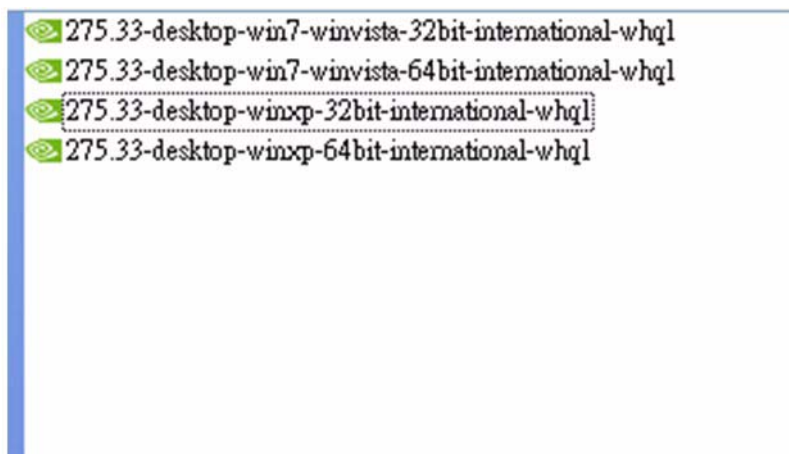 275.33-desktop-win7-winvista-32bit-international-whql
275.33-desktop-win7-winvista-64bit-international-whql
275.33-desktop-winxp-32bit-international-whql
275.33-desktop-winxp-64bit-international-whql